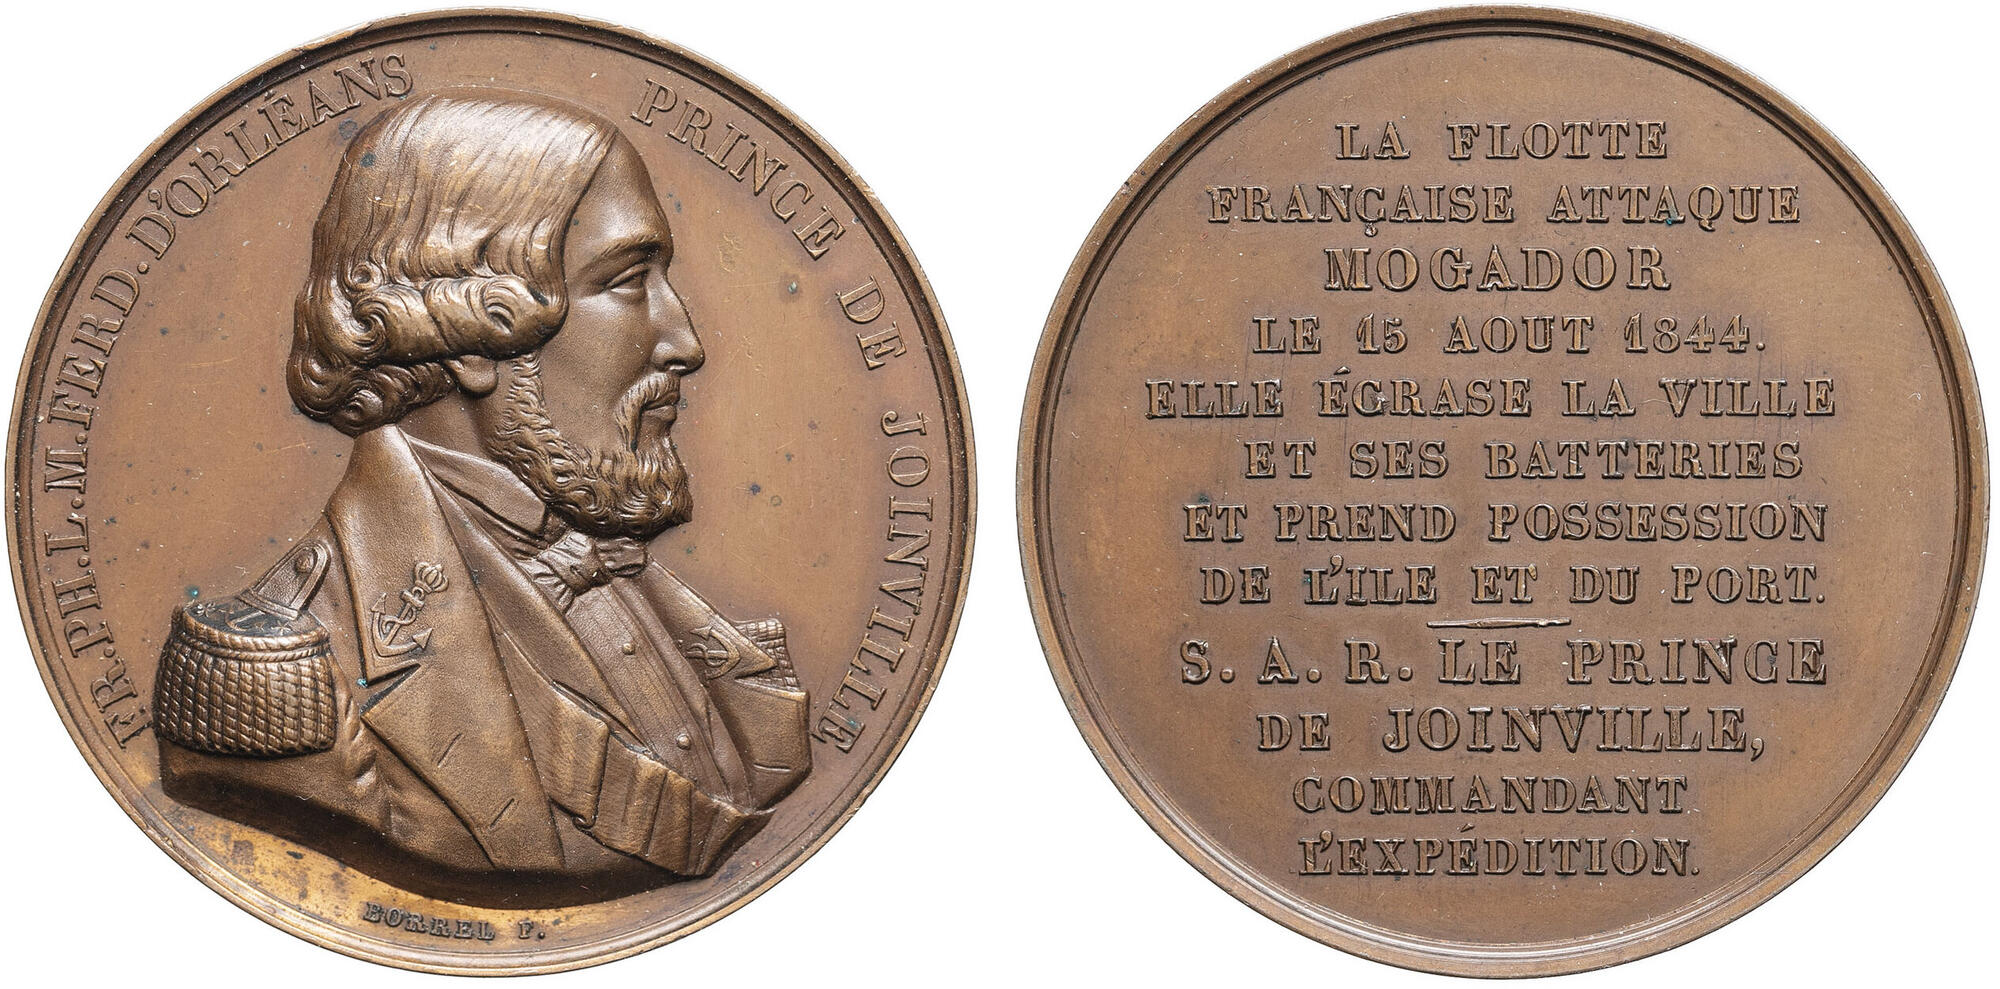 FR.PH.L.M.FERD.D'ORLÉANS PRINCE DE JOINVILLE
BORREL F.
LA FLOTTE
FRANÇAISE ATTAQUE
MOGADOR
LE 15 AOUT 1844.
ELLE ÉCRASE LA VILLE
ET SES BATTERIES
ET PREND POSSESSION
DE L'ILE ET DU PORT.
S. A. R. LE PRINCE
DE JOINVILLE,
COMMANDANT
L'EXPÉDITION.